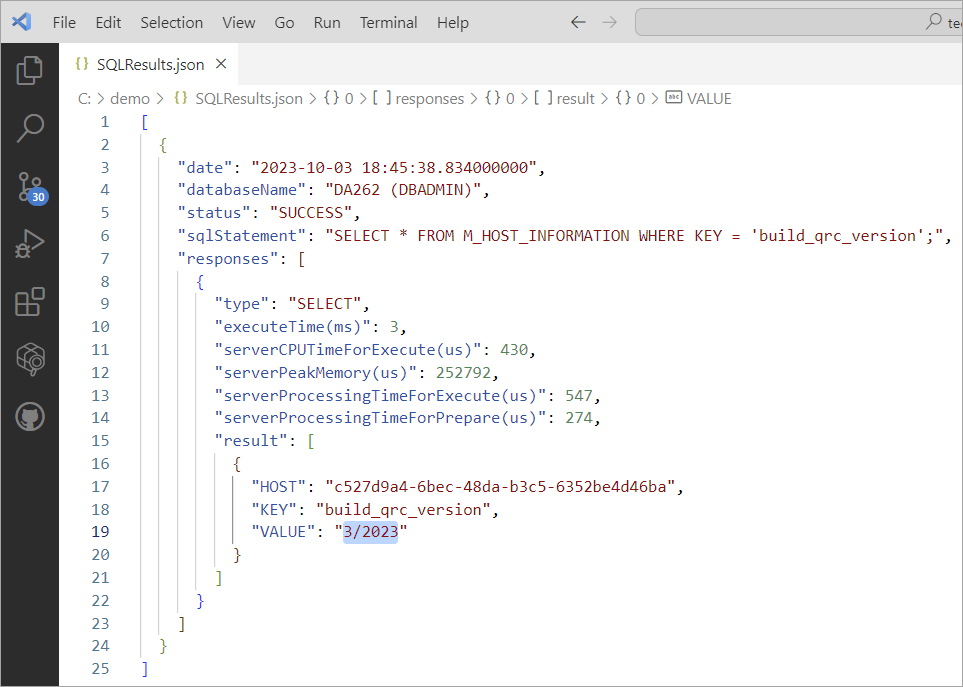 File Edit Selection View Go Run Terminal Help
SQLResults.json
C: > demo > {} SQLResults.json > {} 0 > [ ] responses > {} 0 > [ ] result > {} 0 > abc VALUE
30
1 [
2 {
3 "date": "2023-10-03 18:45:38.834000000",
4 "databaseName": "DA262 (DBADMIN)",
5 "status": "SUCCESS",
6 "sqlStatement": "SELECT * FROM M_HOST_INFORMATION WHERE KEY = 'build_qrc_version';",
7 "responses": [
8 {
9 "type": "SELECT",
10 "executeTime(ms)": 3,
11 "serverCPUTimeForExecute(us)": 430,
12 "serverPeakMemory(us)": 252792,
13 "serverProcessingTimeForExecute(us)": 547,
14 "serverProcessingTimeForPrepare(us)": 274,
15 "result": [
16 {
17 "HOST": "c527d9a4-6bec-48da-b3c5-6352be4d46ba",
18 "KEY": "build_qrc_version",
19 "VALUE": "3/2023"
20 }
21 ]
22 }
23 ]
24 }
25 ]